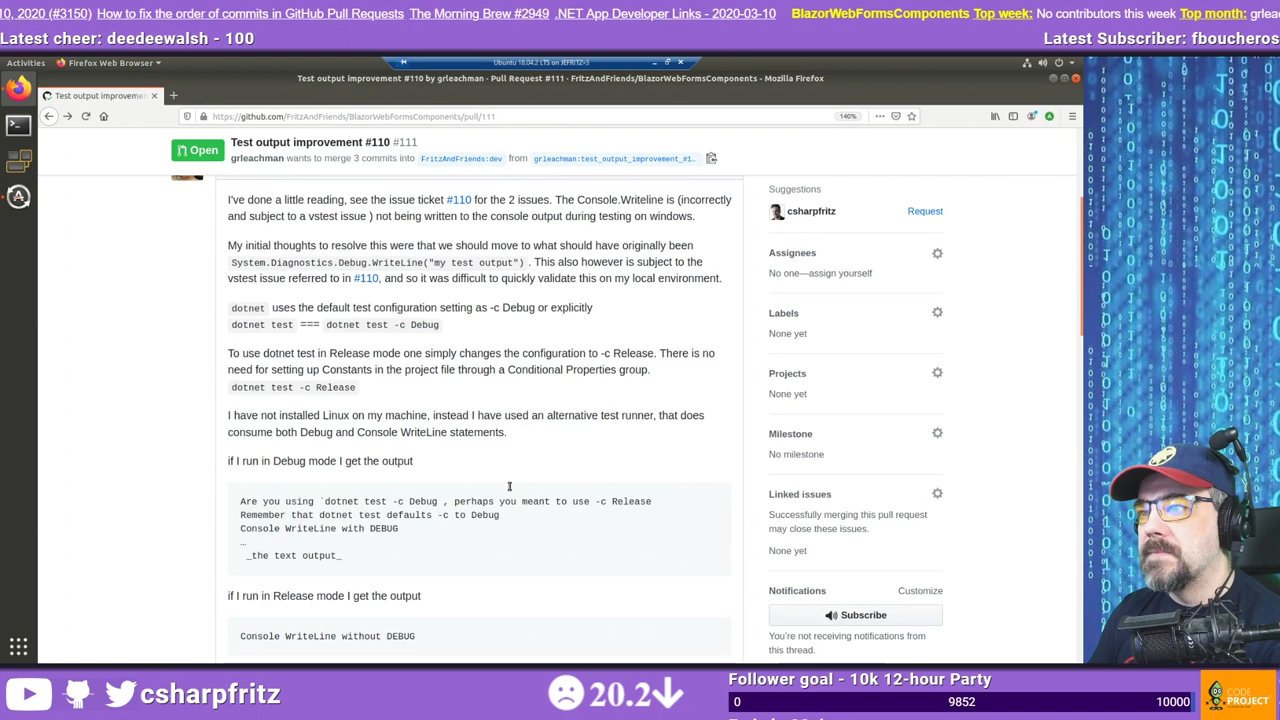 10, 2020 (#3150) How to fix the order of commits in GitHub Pull Requests The Morning Brew #2949 .NET App Developer Links - 2020-03-10 BlazorWebFormsComponents Top week: No contributors this week Top month: grlea
Latest cheer: deedeewalsh - 100
Latest Subscriber: fboucheros
Activities Firefox Web Browser
Ubuntu 18.04.2 LTS on JEFRITZ-3
Test output improvement #110 by grleachman · Pull Request #111 · FritzAndFriends/BlazorWebFormsComponents - Mozilla Firefox
Test output improveme
https://github.com/FritzAndFriends/BlazorWebFormsComponents/pull/111
140%
Open
Test output improvement #110 #111
grleachman wants to merge 3 commits into FritzAndFriends:dev from grleachman:test_output_improvement_#1…
I've done a little reading, see the issue ticket #110 for the 2 issues. The Console.Writeline is (incorrectly
and subject to a vstest issue ) not being written to the console output during testing on windows.
My initial thoughts to resolve this were that we should move to what should have originally been
System.Diagnostics.Debug.WriteLine("my test output") . This also however is subject to the
vstest issue referred to in #110, and so it was difficult to quickly validate this on my local environment.
dotnet uses the default test configuration setting as -c Debug or explicitly
dotnet test === dotnet test -c Debug
To use dotnet test in Release mode one simply changes the configuration to -c Release. There is no
need for setting up Constants in the project file through a Conditional Properties group.
dotnet test -c Release
I have not installed Linux on my machine, instead I have used an alternative test runner, that does
consume both Debug and Console WriteLine statements.
if I run in Debug mode I get the output
Are you using `dotnet test -c Debug , perhaps you meant to use -c Release
Remember that dotnet test defaults -c to Debug
Console WriteLine with DEBUG
…
_the text output_
if I run in Release mode I get the output
Console WriteLine without DEBUG
Suggestions
csharpfritz Request
Assignees
No one—assign yourself
Labels
None yet
Projects
None yet
Milestone
No milestone
Linked issues
Successfully merging this pull request
may close these issues.
None yet
Notifications Customize
Subscribe
You're not receiving notifications from
this thread.
csharpfritz
20.2
Follower goal - 10k 12-hour Party
0 9852 10000
CODE PROJECT